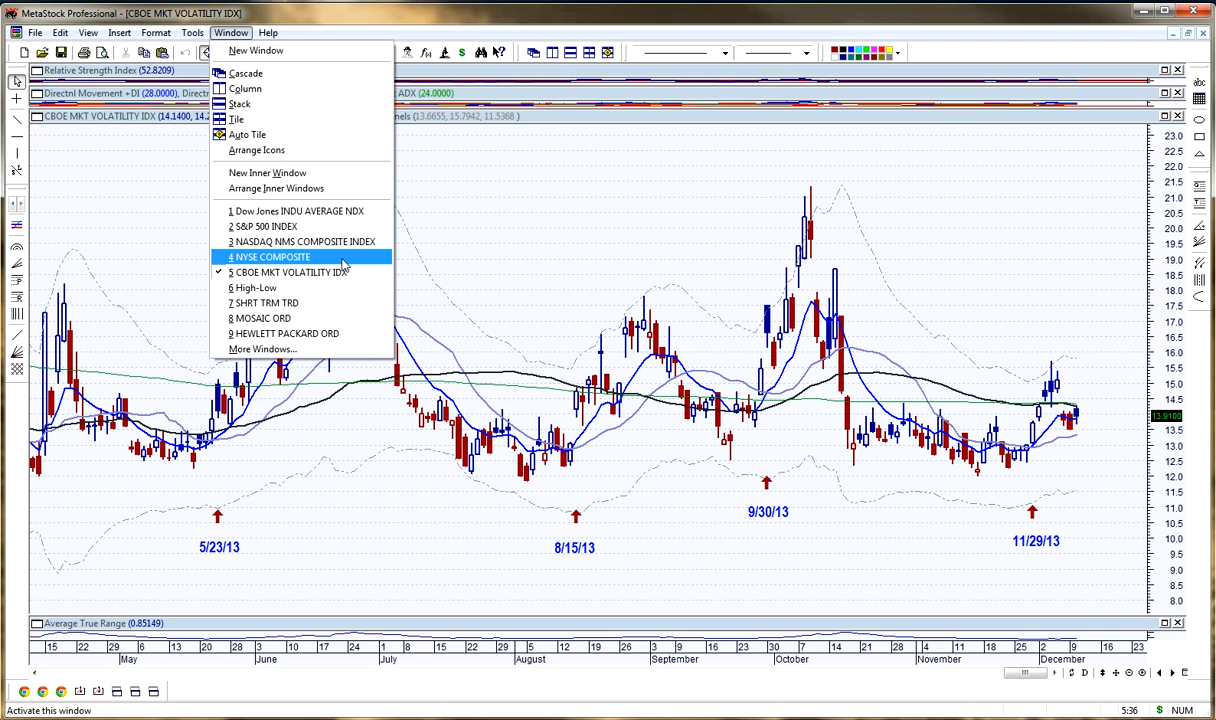 MetaStock Professional - [CBOE MKT VOLATILITY IDX]
File Edit View Insert Format Tools Window Help
New Window
Cascade
Column
Stack
Tile
Auto Tile
Arrange Icons
New Inner Window
Arrange Inner Windows
1 Dow Jones INDU AVERAGE NDX
2 S&P 500 INDEX
3 NASDAQ NMS COMPOSITE INDEX
4 NYSE COMPOSITE
5 CBOE MKT VOLATILITY IDX
6 High-Low
7 SHRT TRM TRD
8 MOSAIC ORD
9 HEWLETT PACKARD ORD
More Windows...
abc
Relative Strength Index (52.8209)
Directnl Movement +DI (28.0000), Directn ADX (24.0000)
CBOE MKT VOLATILITY IDX (14.1400, 14.2 nels (13.6655, 15.7942, 11.5368 )
23.0
22.5
22.0
21.5
21.0
20.5
20.0
19.5
19.0
18.5
18.0
17.5
17.0
16.5
16.0
15.5
15.0
14.5
13.9100
13.5
13.0
12.5
12.0
11.5
11.0
10.5
10.0
9.5
9.0
8.5
8.0
9/30/13
11/29/13
5/23/13
8/15/13
Average True Range (0.85149)
15 22 29 6 13 20 28 3 10 17 24 1 8 15 22 29 5 12 19 26 3 9 16 23 30 7 14 21 28 4 11 18 25 2 9 16 23
May June July August September October November December
D E
Activate this window
5:36 $ NUM